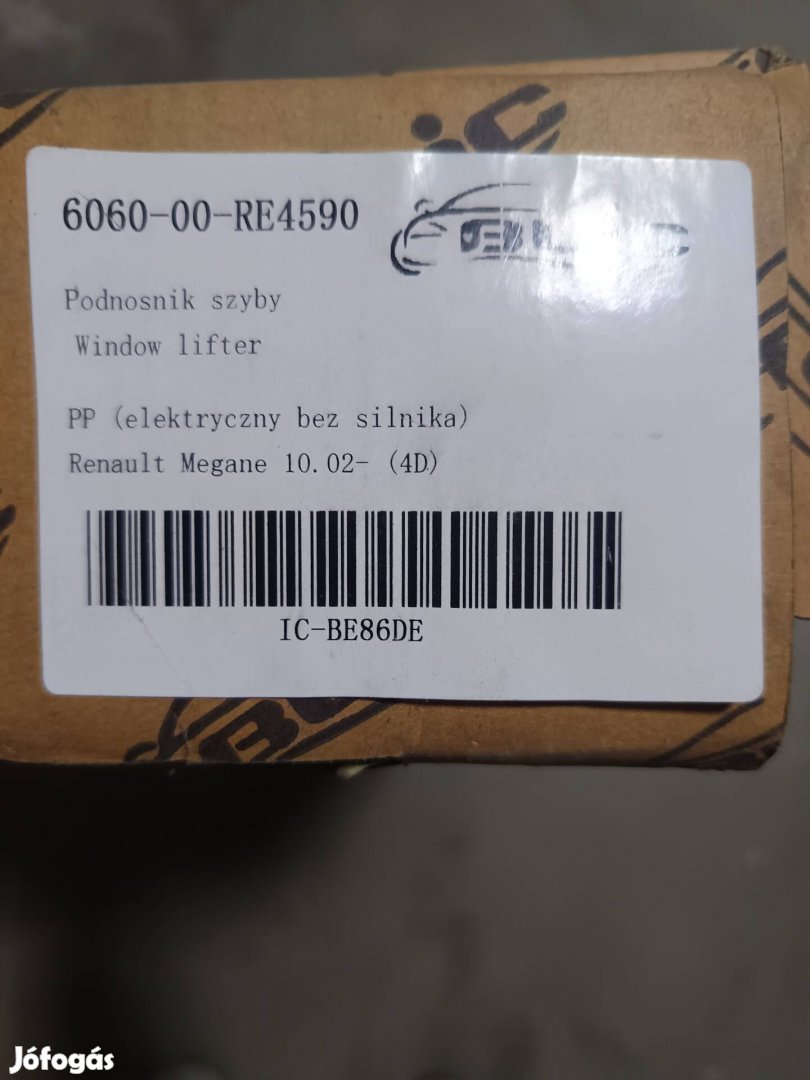 6060-00-RE4590
Podnosnik szyby
Window lifter
PP (elektryczny bez silnika)
Renault Megane 10.02- (4D)
IC-BE86DE
Jófogás